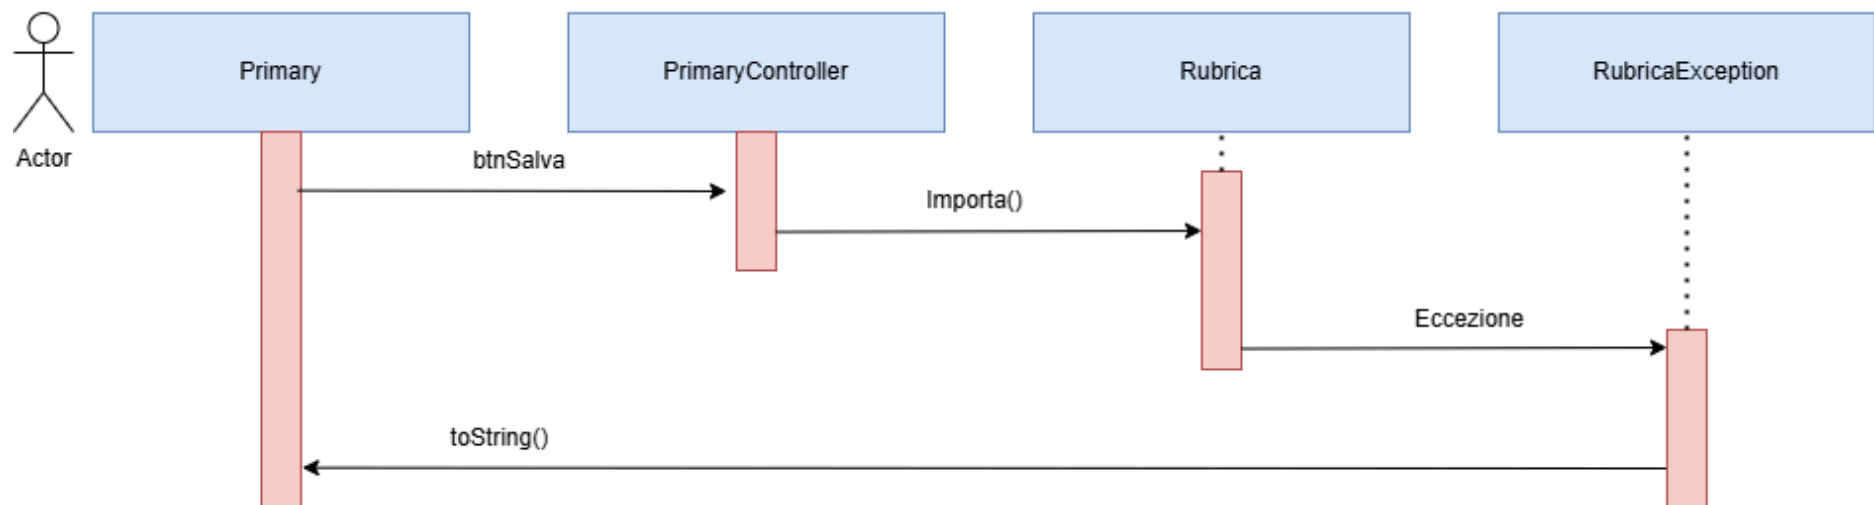 Primary
PrimaryController
Rubrica
RubricaException
Actor
btnSalva
Importa()
Eccezione
toString()